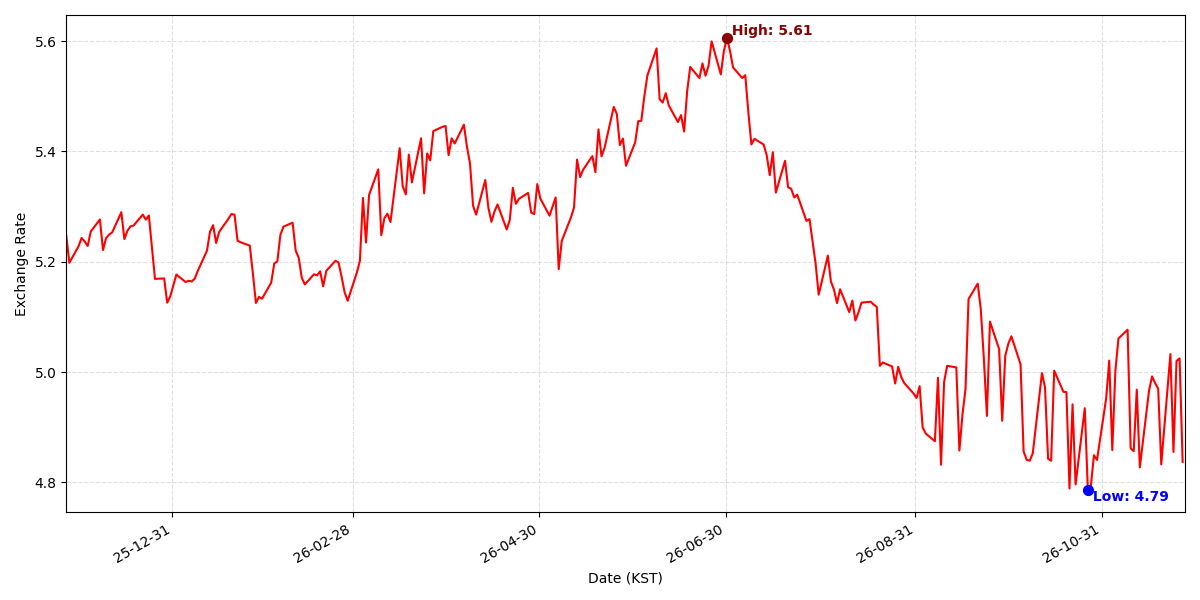 High: 5.61
5.6
5.4
5.2
5.0
4.8
Exchange Rate
Low: 4.79
25-12-31
26-02-28
26-04-30
26-06-30
26-08-31
26-10-31
Date (KST)